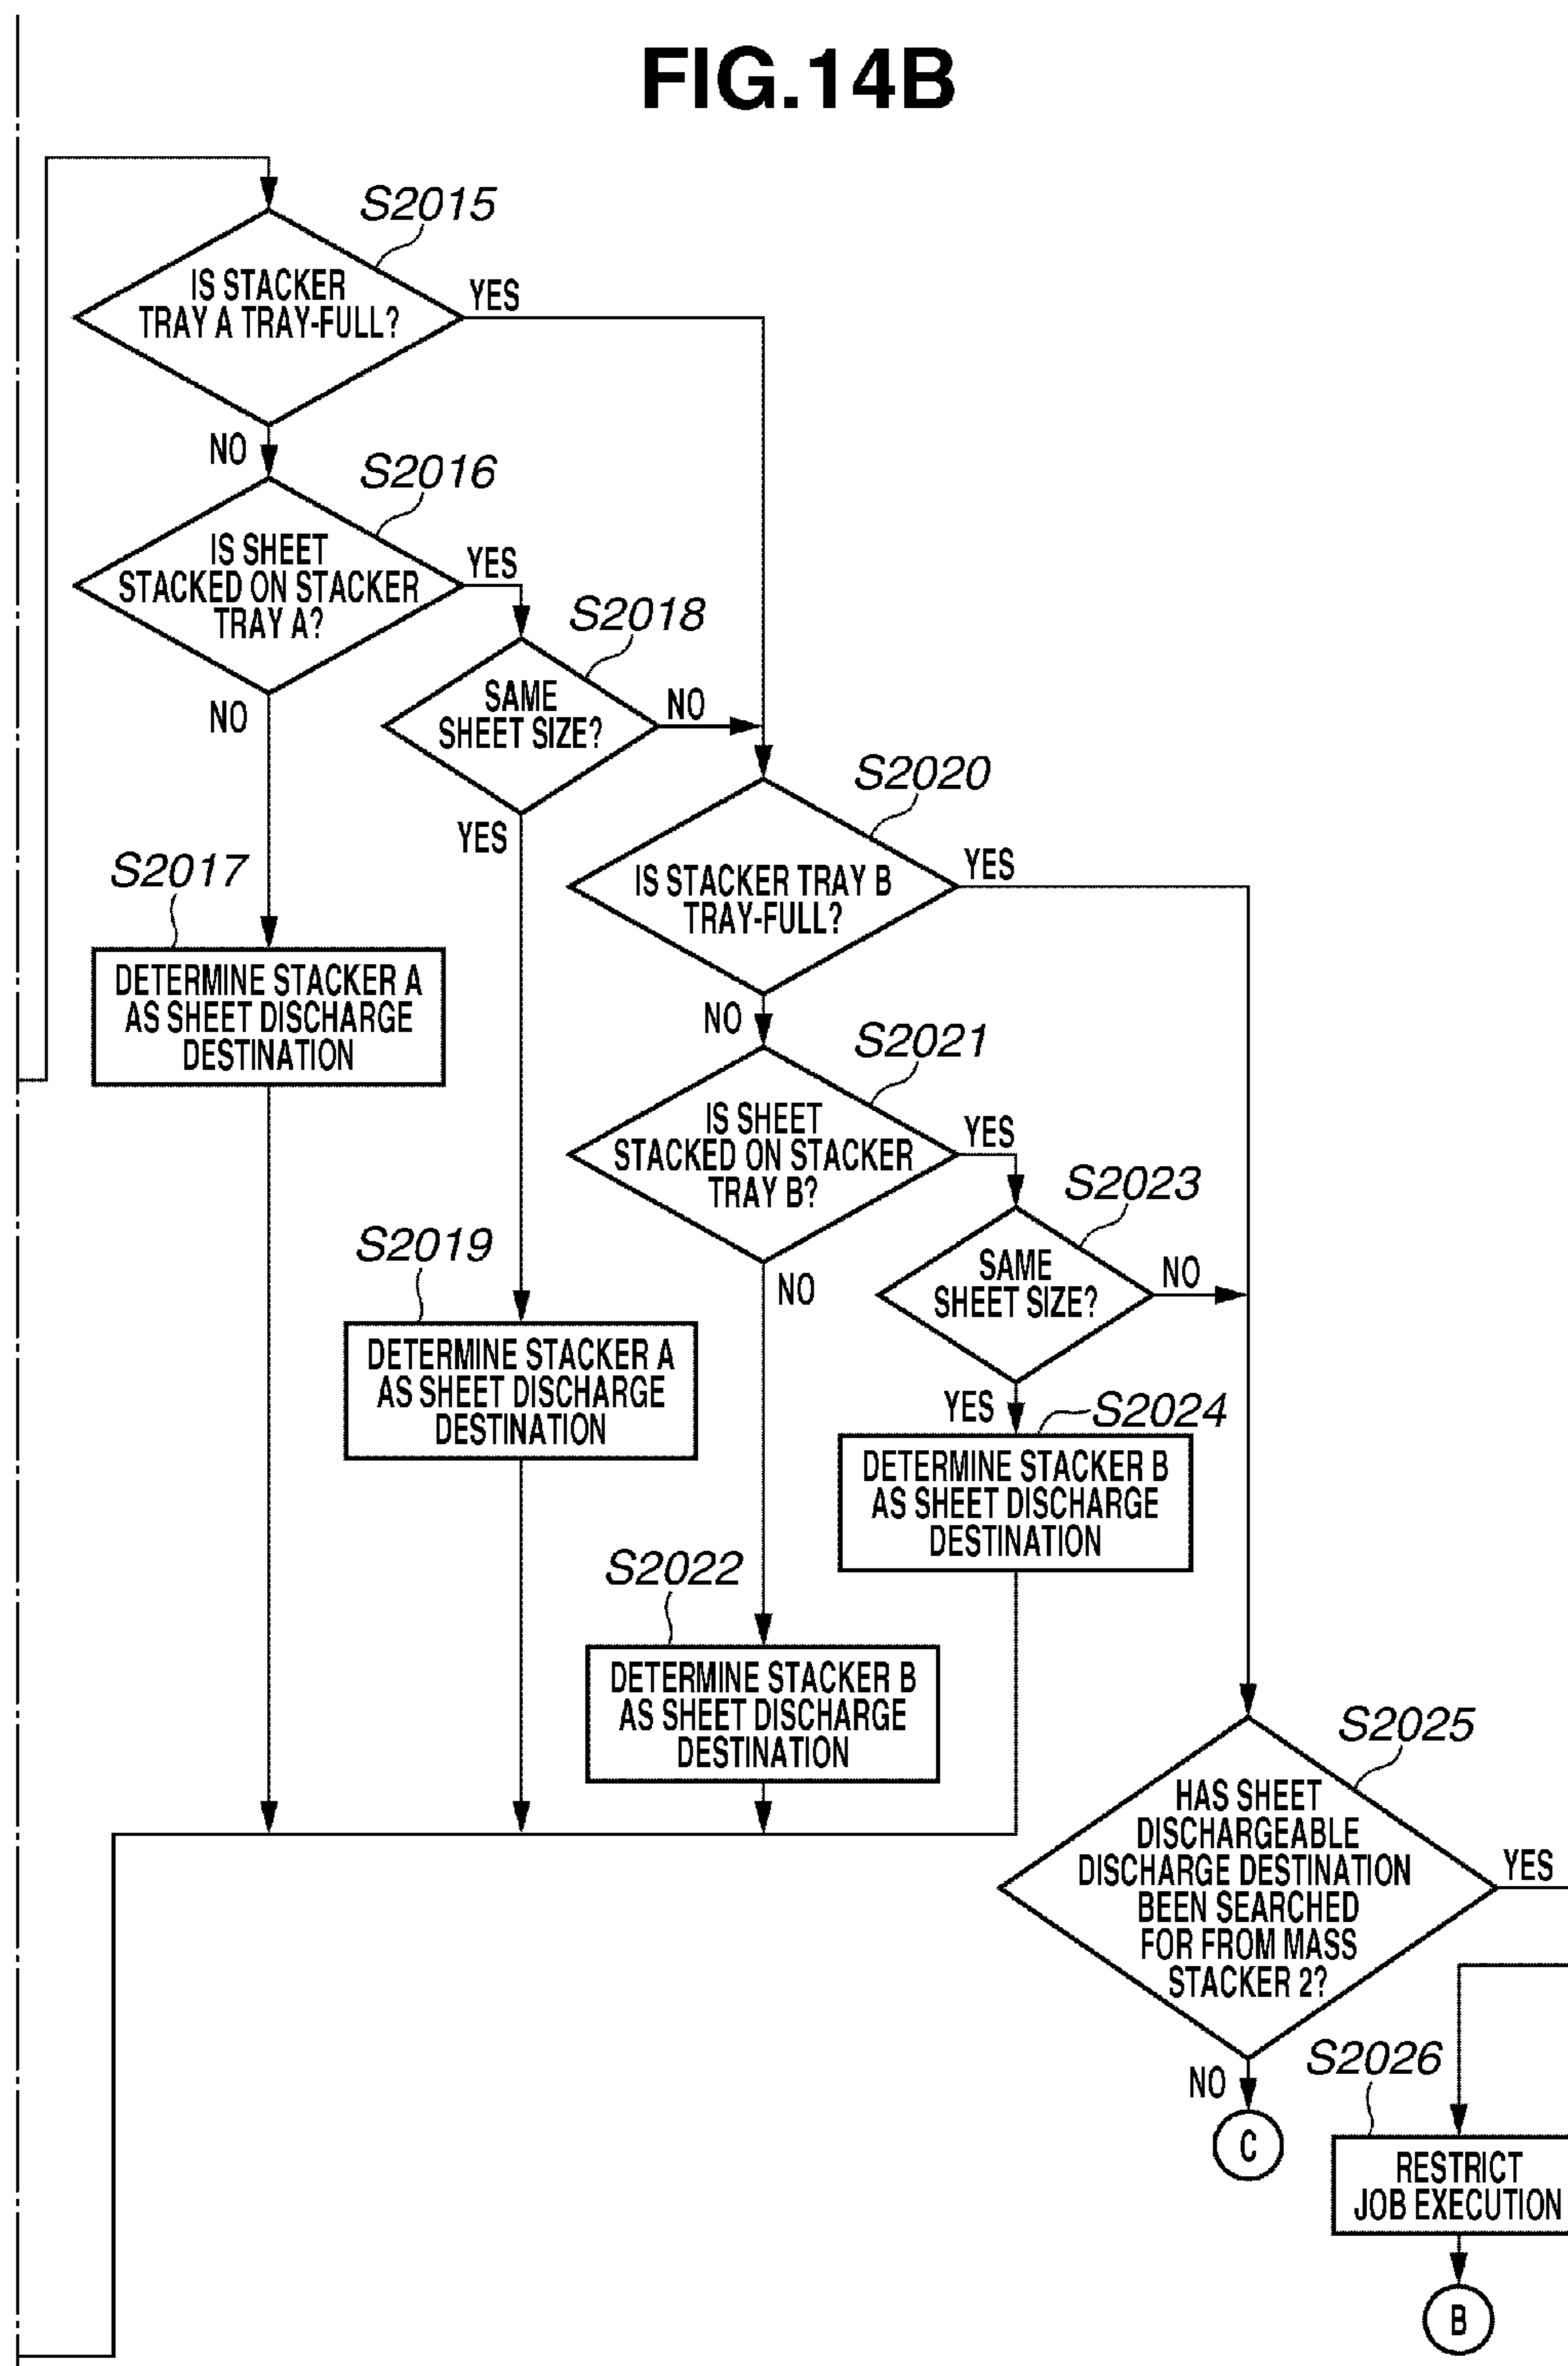 FIG.14B
S2015
IS STACKER
TRAY A TRAY-FULL?
YES
NO
S2016
IS SHEET
STACKED ON STACKER
TRAY A?
YES
NO
S2018
SAME
SHEET SIZE?
NO
YES
S2017
DETERMINE STACKER A
AS SHEET DISCHARGE
DESTINATION
S2020
IS STACKER TRAY B
TRAY-FULL?
YES
NO
S2021
IS SHEET
STACKED ON STACKER
TRAY B?
YES
NO
S2023
SAME
SHEET SIZE?
NO
YES
S2019
DETERMINE STACKER A
AS SHEET DISCHARGE
DESTINATION
S2024
DETERMINE STACKER B
AS SHEET DISCHARGE
DESTINATION
S2022
DETERMINE STACKER B
AS SHEET DISCHARGE
DESTINATION
S2025
HAS SHEET
DISCHARGEABLE
DISCHARGE DESTINATION
BEEN SEARCHED
FOR FROM MASS
STACKER 2?
YES
NO
C
S2026
RESTRICT
JOB EXECUTION
B